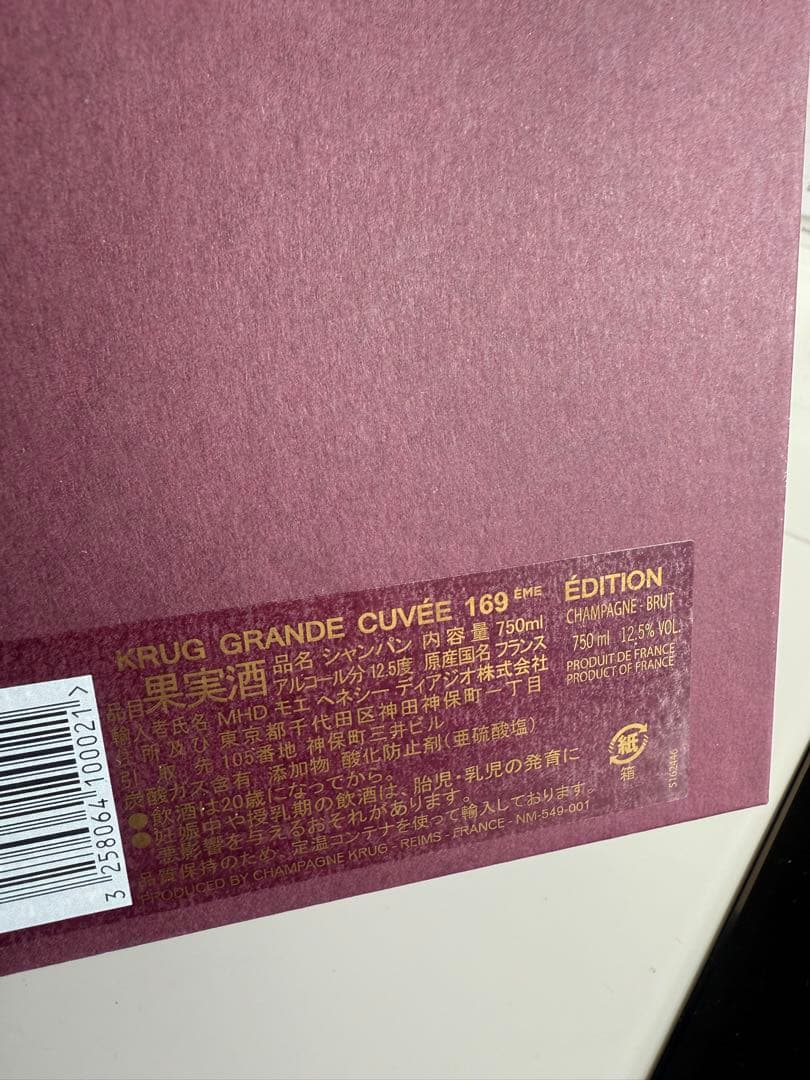 KRUG GRANDE CUVÉE 169ÈME ÉDITION
品目 果実酒 品名 シャンパン 内容量 750ml
アルコール分 12.5度 原産国名 フランス
輸入者氏名 MHD モエ ヘネシー ディアジオ株式会社
住所及び 東京都千代田区神田神保町一丁目
引取先 105番地 神保町三井ビル
炭酸ガス含有 添加物 酸化防止剤(亜硫酸塩)
●飲酒は20歳になってから。
●妊娠中や授乳期の飲酒は、胎児・乳児の発育に
悪影響を与えるおそれがあります。
品質保持のため、定温コンテナを使って輸入しております。
PRODUCED BY CHAMPAGNE KRUG - REIMS - FRANCE - NM-549-001
CHAMPAGNE - BRUT
750 ml 12.5% VOL.
PRODUIT DE FRANCE
PRODUCT OF FRANCE
紙
箱
5162446
3 258064 100021 >